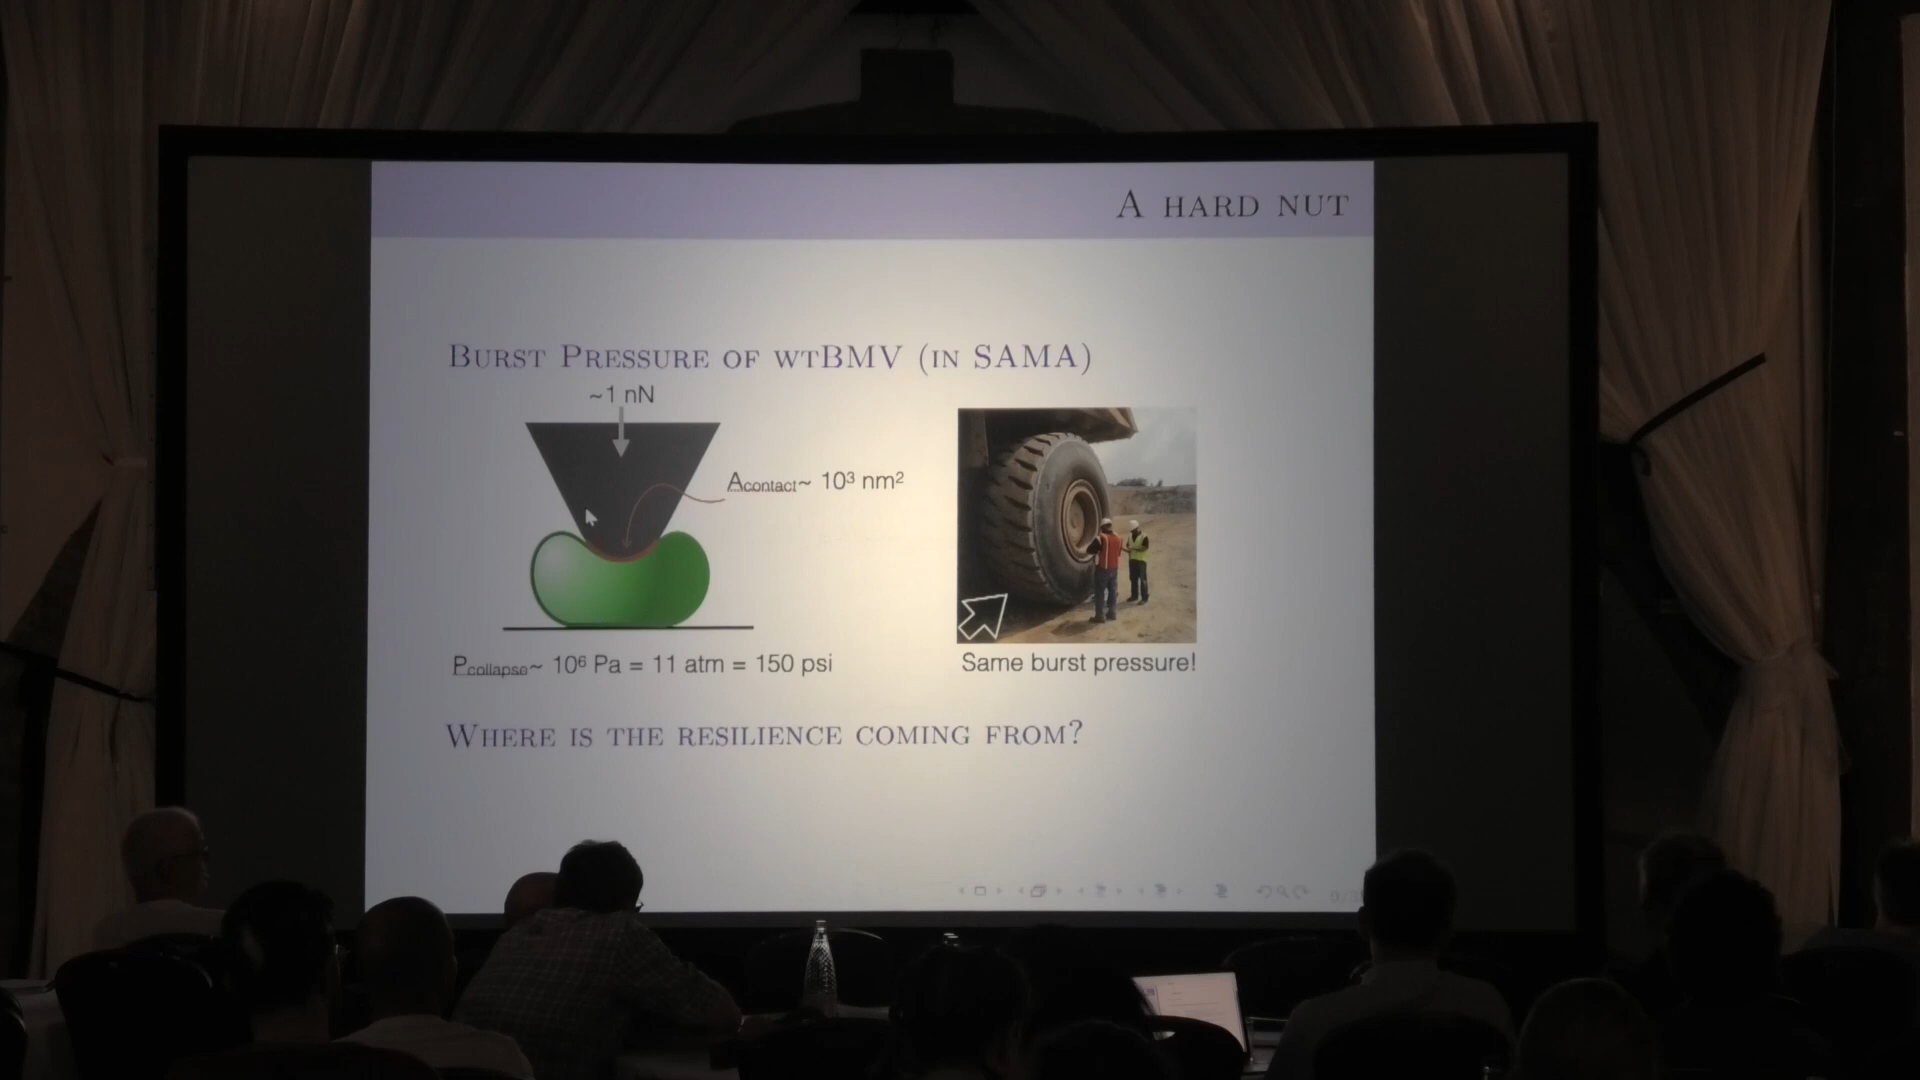 A HARD NUT
BURST PRESSURE OF WTBMV (IN SAMA)
~1 nN
Acontact~ 10³ nm²
Pcollapse~ 10⁶ Pa = 11 atm = 150 psi
Same burst pressure!
WHERE IS THE RESILIENCE COMING FROM?